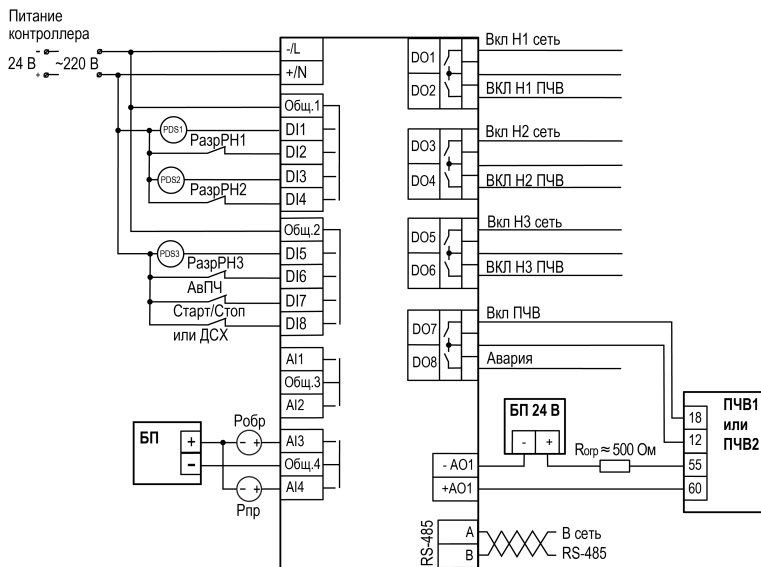 Питание
контроллера
- 
24 В ~220 В
+
-/L
+/N
Общ.1
DI1
DI2
DI3
DI4
Общ.2
DI5
DI6
DI7
DI8
AI1
Общ.3
AI2
AI3
Общ.4
AI4
PDS1
РазрРН1
PDS2
РазрРН2
PDS3
РазрРН3
АвПЧ
Старт/Стоп
или ДСХ
БП
+
-
Робр
- +
- +
Рпр
DO1
DO2
DO3
DO4
DO5
DO6
DO7
DO8
Вкл Н1 сеть
ВКЛ Н1 ПЧВ
Вкл Н2 сеть
ВКЛ Н2 ПЧВ
Вкл Н3 сеть
ВКЛ Н3 ПЧВ
Вкл ПЧВ
Авария
БП 24 В
- +
Rогр ≈ 500 Ом
- AO1
+AO1
18
12
55
60
ПЧВ1
или
ПЧВ2
RS-485
A
B
В сеть
RS-485